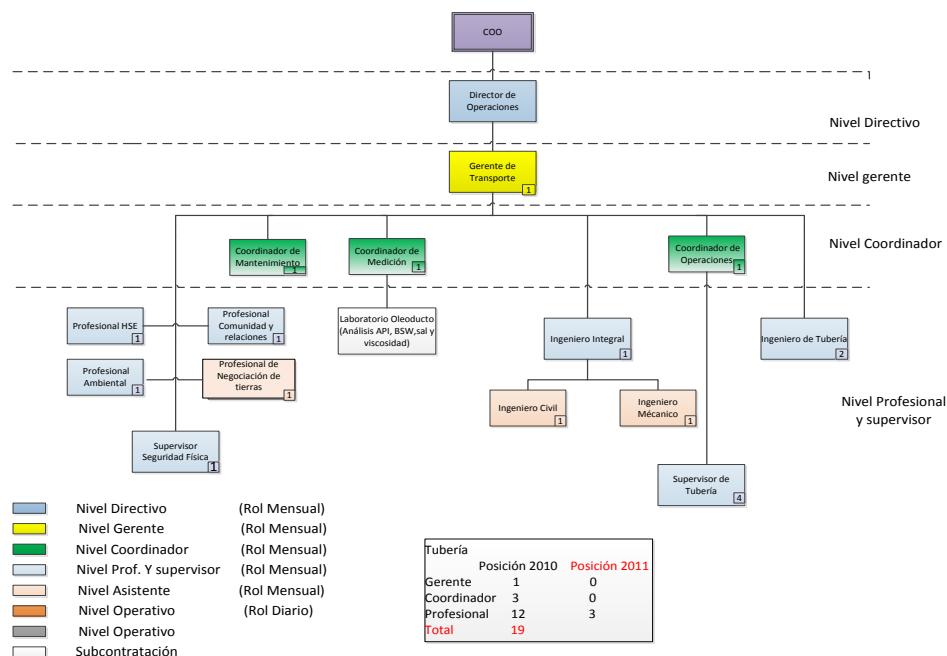 COO
Director de
Operaciones
Nivel Directivo
Gerente de
Transporte
1
Nivel gerente
Coordinador de
Mantenimiento
1
Coordinador de
Medición
1
Coordinador de
Operaciones
1
Nivel Coordinador
Profesional HSE
1
Profesional
Comunidad y
relaciones
1
Laboratorio Oleoducto
(Análisis API, BSW,sal y
viscosidad)
Ingeniero Integral
1
Ingeniero de Tubería
2
Profesional
Ambiental
1
Profesional de
Negociación de
tierras
1
Ingeniero Civil
1
Ingeniero
Mécanico
1
Nivel Profesional
y supervisor
Supervisor
Seguridad Física
1
Supervisor de
Tubería
4
Nivel Directivo (Rol Mensual)
Nivel Gerente (Rol Mensual)
Nivel Coordinador (Rol Mensual)
Nivel Prof. Y supervisor (Rol Mensual)
Nivel Asistente (Rol Mensual)
Nivel Operativo (Rol Diario)
Nivel Operativo
Subcontratación
Tubería
Posición 2010 Posición 2011
Gerente 1 0
Coordinador 3 0
Profesional 12 3
Total 19